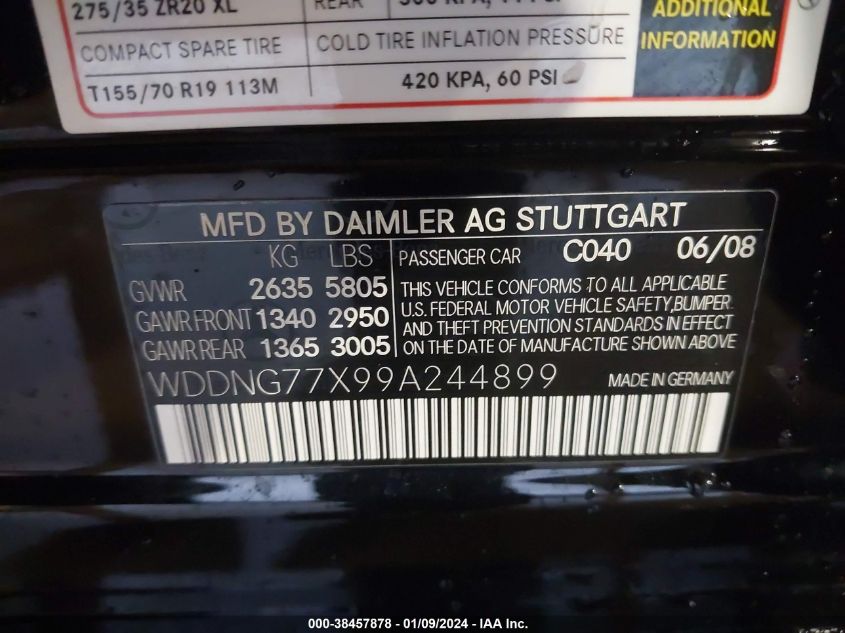 275/35 ZR20 XL REAR
COMPACT SPARE TIRE COLD TIRE INFLATION PRESSURE
T155/70 R19 113M 420 KPA, 60 PSI
ADDITIONAL
INFORMATION
MFD BY DAIMLER AG STUTTGART
KG LBS PASSENGER CAR C040 06/08
GVWR 2635 5805
GAWR FRONT 1340 2950
GAWR REAR 1365 3005
THIS VEHICLE CONFORMS TO ALL APPLICABLE
U.S. FEDERAL MOTOR VEHICLE SAFETY, BUMPER
AND THEFT PREVENTION STANDARDS IN EFFECT
ON THE DATE OF MANUFACTURE SHOWN ABOVE
WDDNG77X99A244899 MADE IN GERMANY
000-38457878 - 01/09/2024 - IAA Inc.